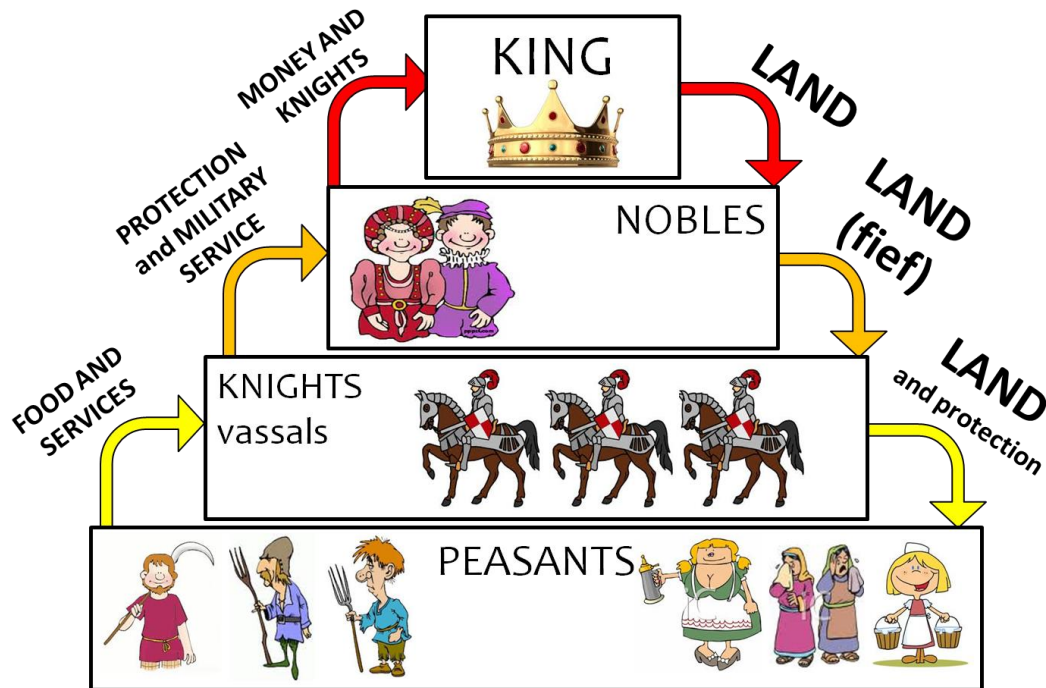 MONEY AND
KNIGHTS
KING
LAND
PROTECTION
and MILITARY
SERVICE
NOBLES
LAND
(fief)
FOOD AND
SERVICES
KNIGHTS
vassals
LAND
and protection
PEASANTS